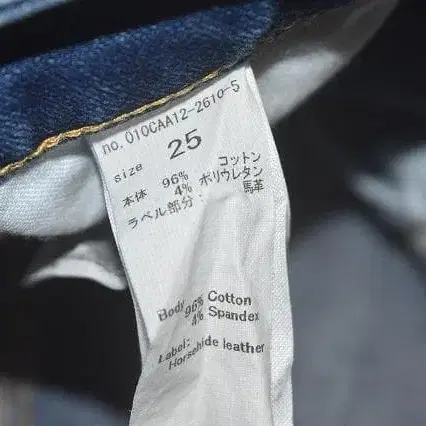 no. 010CAA12-2610-5
size 25
本体 96% コットン
4% ポリウレタン
ラベル部分: 馬革
Body 96% Cotton
4% Spandex
Label:
Horsehide leather